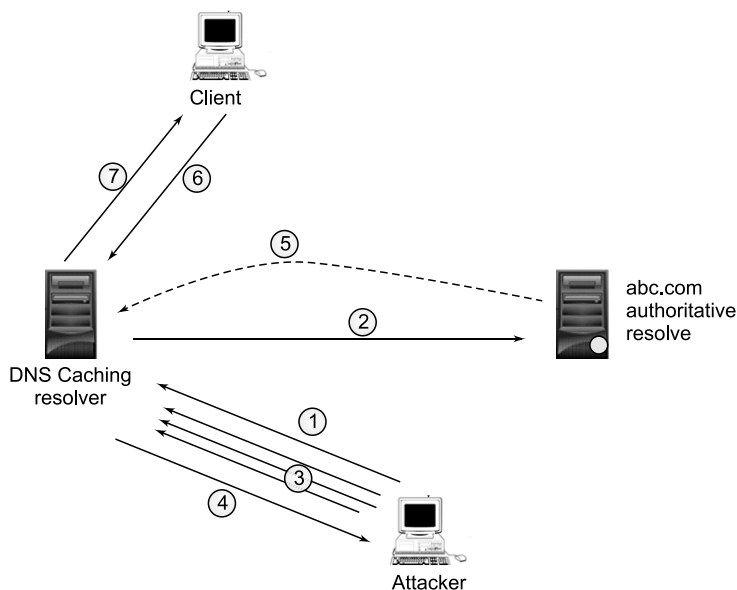 Client
7
6
5
abc.com
authoritative
resolve
2
DNS Caching
resolver
1
3
4
Attacker